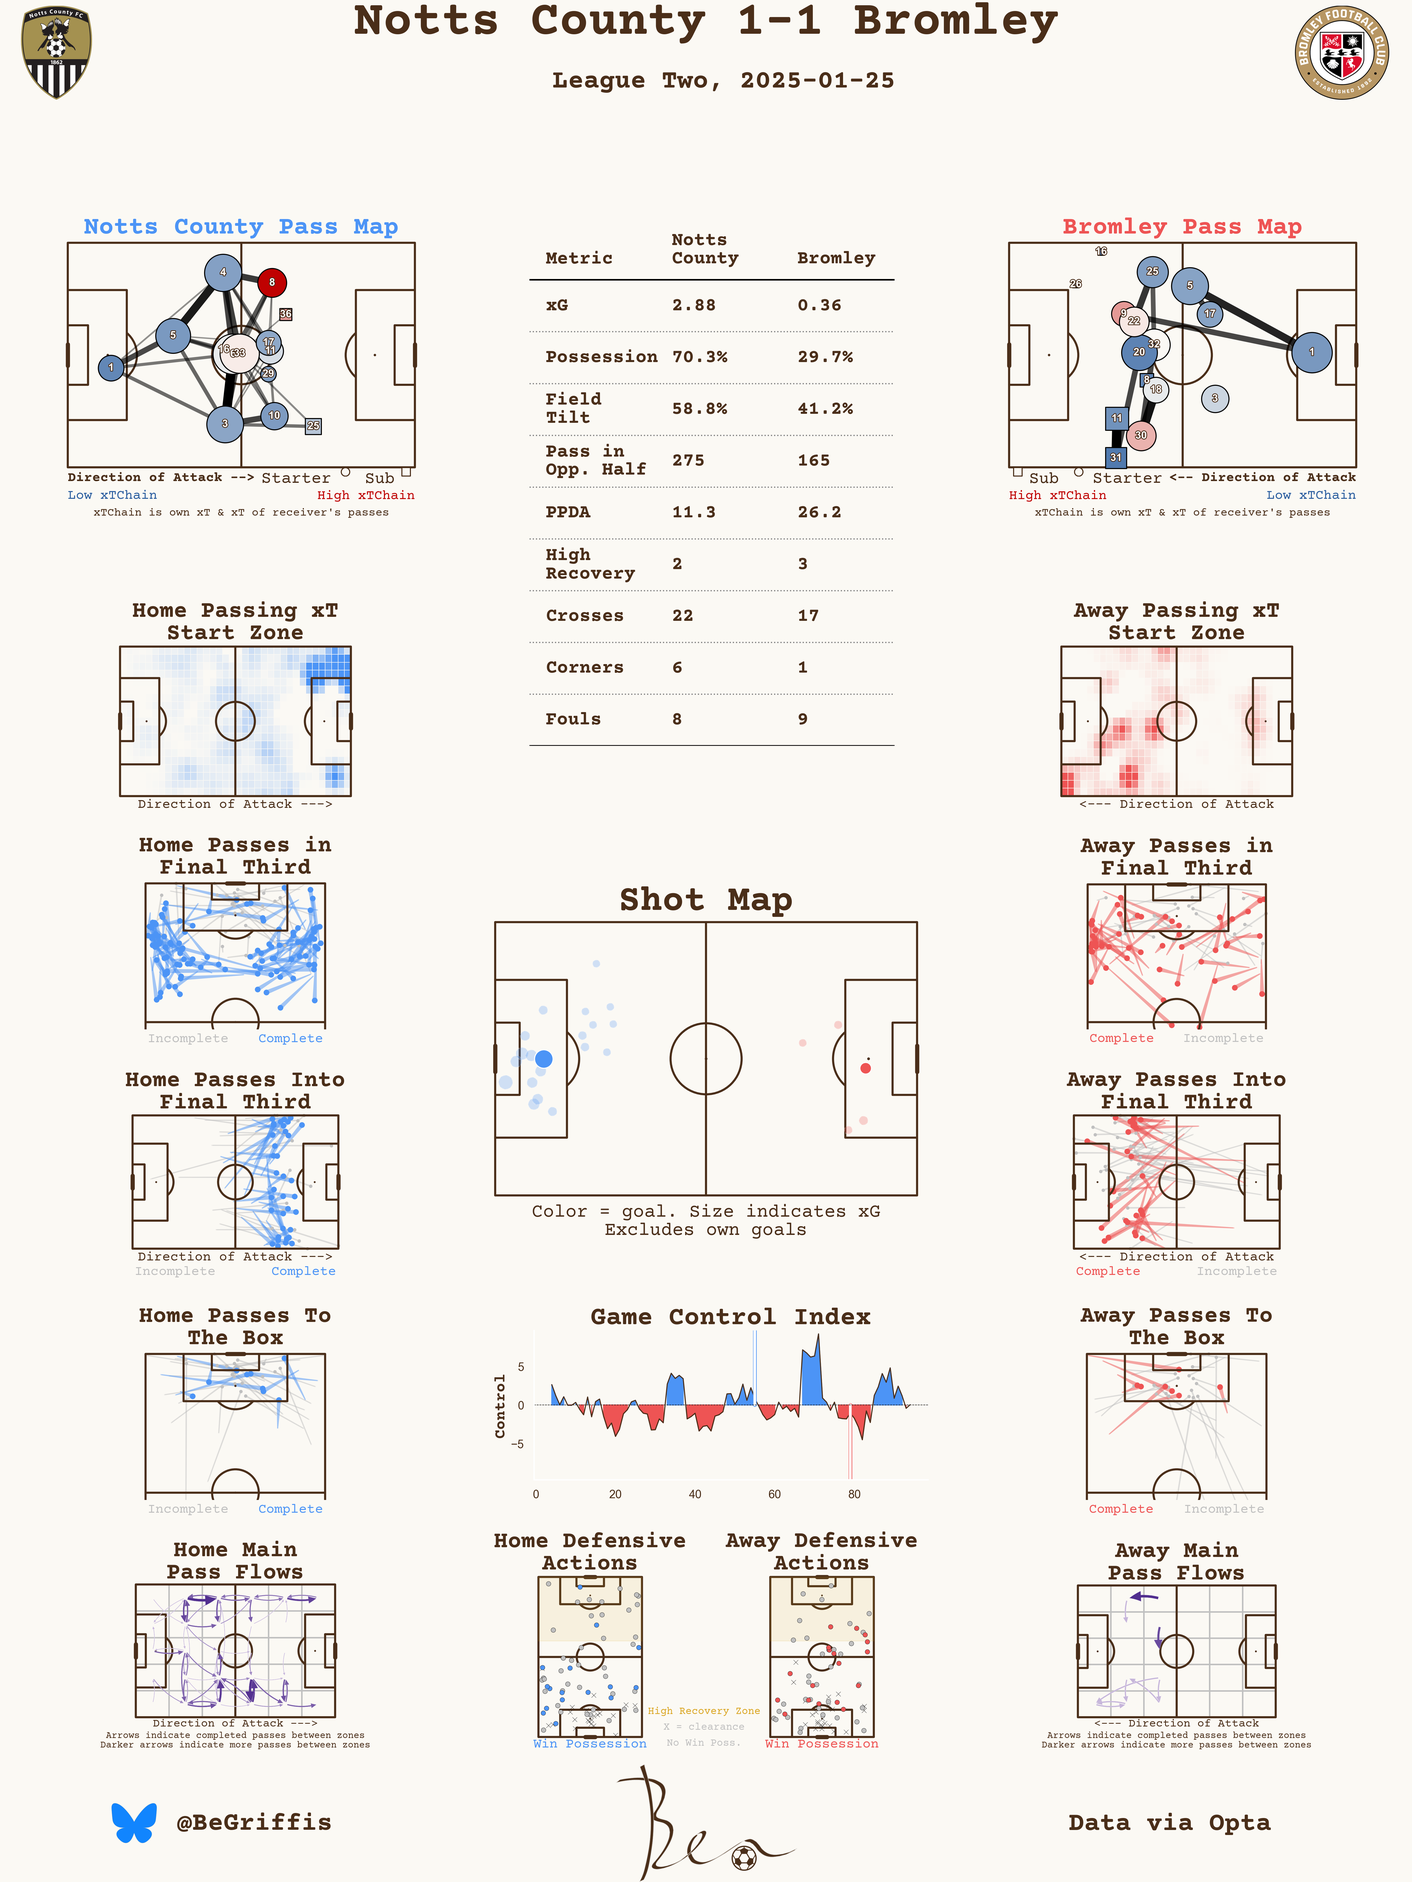 Notts County 1-1 Bromley
League Two, 2025-01-25
Notts County FC
1862
BROMLEY FOOTBALL CLUB
• ESTABLISHED 1892 •
Notts County Pass Map
4
8
36
5
17
11
16
33
1
29
10
3
25
Direction of Attack --> Starter Sub
Low xTChain High xTChain
xTChain is own xT & xT of receiver's passes
Metric Notts County Bromley
xG 2.88 0.36
Possession 70.3% 29.7%
Field Tilt 58.8% 41.2%
Pass in Opp. Half 275 165
PPDA 11.3 26.2
High Recovery 2 3
Crosses 22 17
Corners 6 1
Fouls 8 9
Bromley Pass Map
16
26
25
5
9
22
17
32
20
1
8
18
3
11
30
31
Sub Starter <-- Direction of Attack
High xTChain Low xTChain
xTChain is own xT & xT of receiver's passes
Home Passing xT
Start Zone
Direction of Attack --->
Away Passing xT
Start Zone
<--- Direction of Attack
Home Passes in
Final Third
Incomplete Complete
Away Passes in
Final Third
Complete Incomplete
Shot Map
Color = goal. Size indicates xG
Excludes own goals
Home Passes Into
Final Third
Direction of Attack --->
Incomplete Complete
Away Passes Into
Final Third
<--- Direction of Attack
Complete Incomplete
Home Passes To
The Box
Incomplete Complete
Game Control Index
Control
5
0
−5
0 20 40 60 80
Away Passes To
The Box
Complete Incomplete
Home Main
Pass Flows
Direction of Attack --->
Arrows indicate completed passes between zones
Darker arrows indicate more passes between zones
Home Defensive
Actions
Win Possession
Away Defensive
Actions
Win Possession
High Recovery Zone
X = clearance
No Win Poss.
Away Main
Pass Flows
<--- Direction of Attack
Arrows indicate completed passes between zones
Darker arrows indicate more passes between zones
@BeGriffis
Ben
Data via Opta